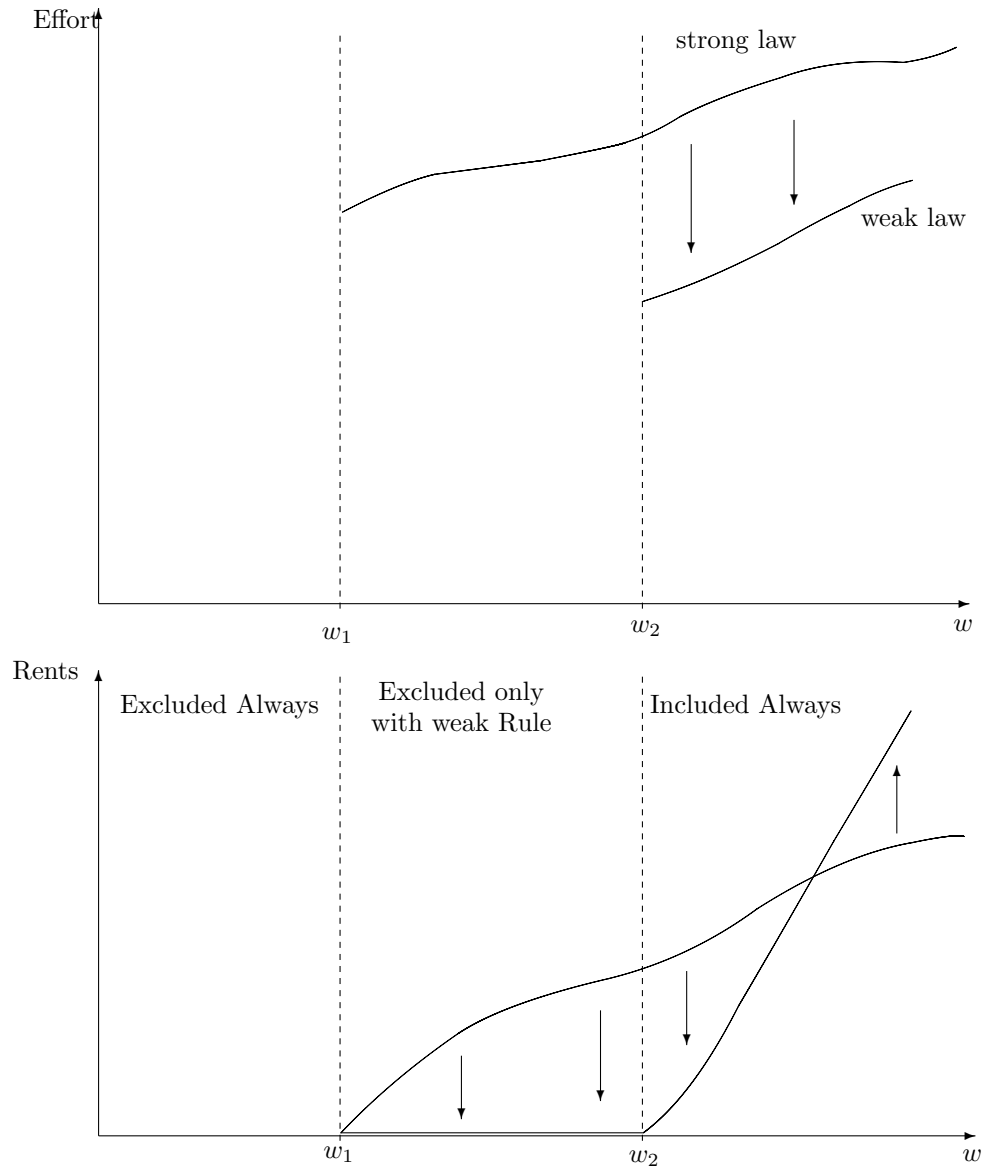 Effort
strong law
weak law
w₁
w₂
w
Rents
Excluded Always
Excluded only
with weak Rule
Included Always
w₁
w₂
w